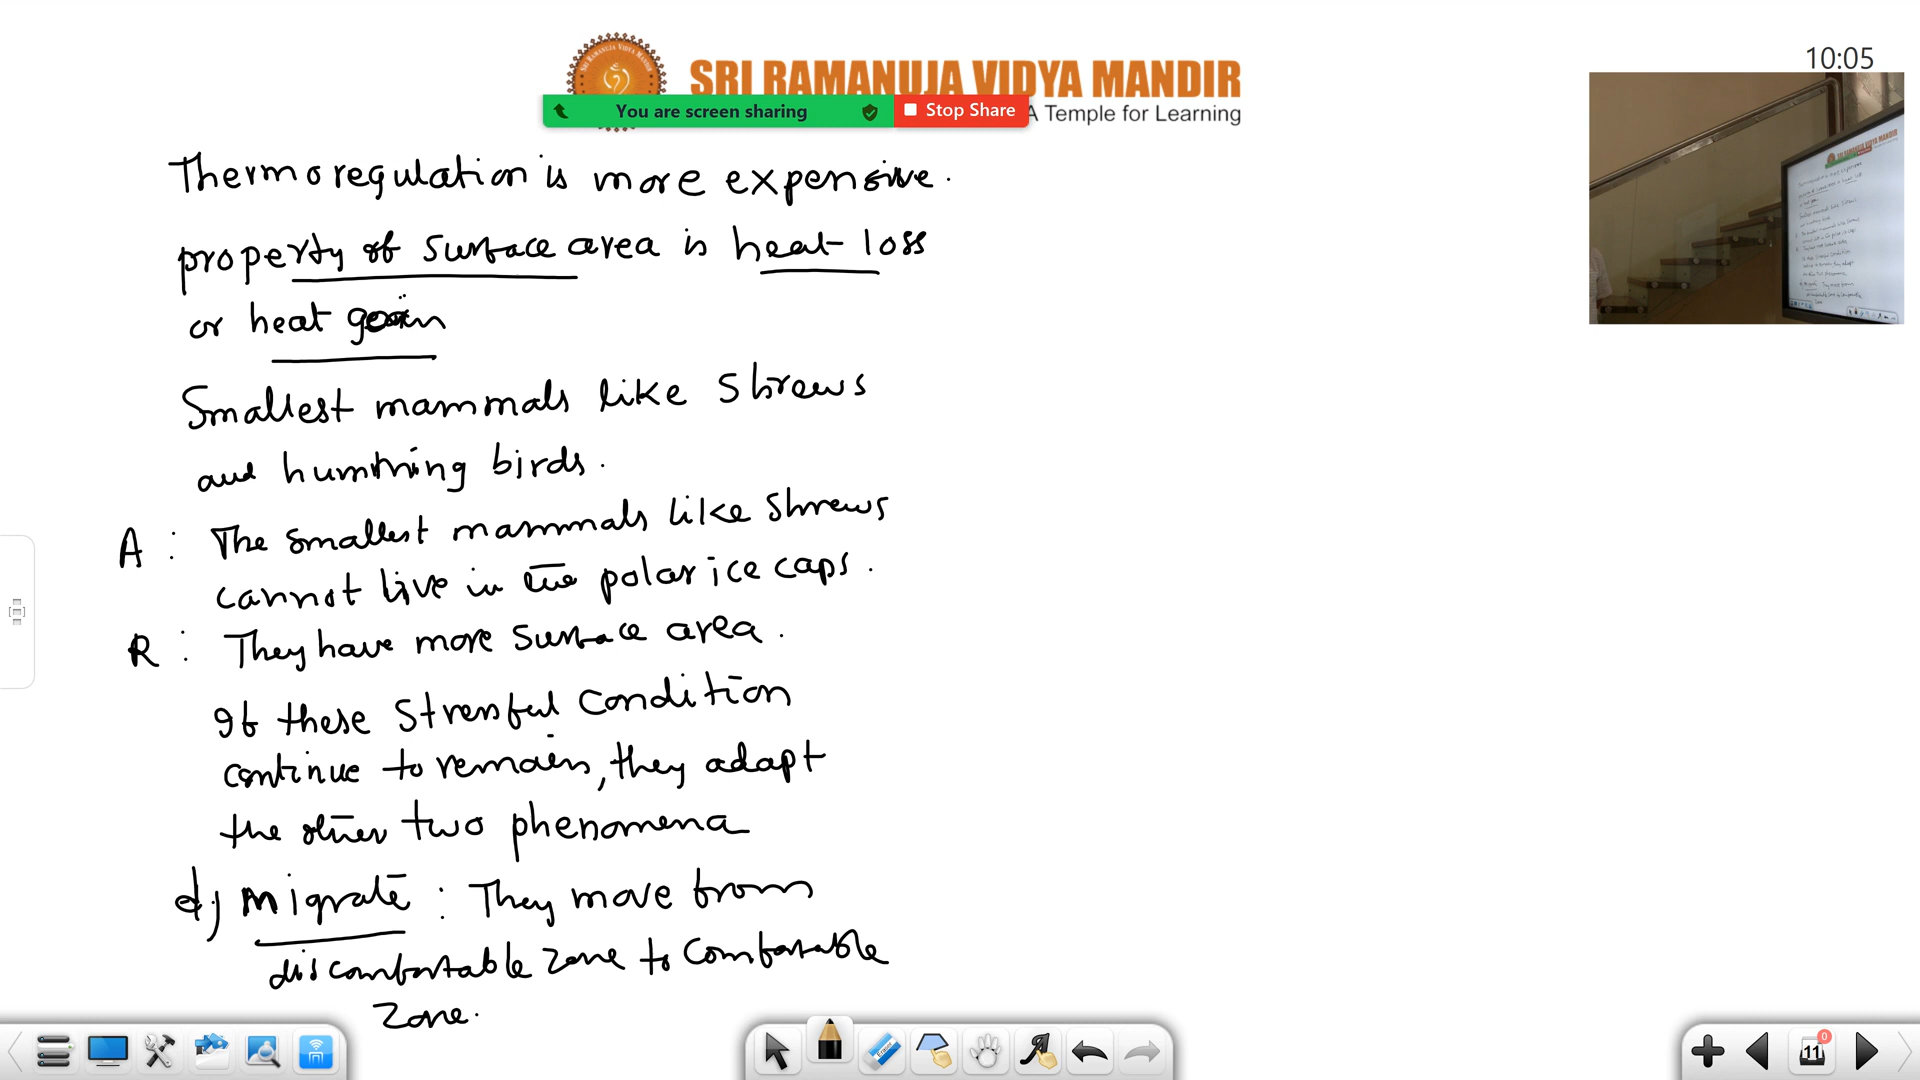 SRI RAMANUJA VIDYA MANDIR
A Temple for Learning
10:05
You are screen sharing
Stop Share
Thermoregulation is more expensive.
property of surface area is heat loss
or heat gain
Smallest mammals like Shrews
and humming birds.
A : The smallest mammals like Shrews
cannot live in the polar ice caps.
R : They have more surface area.
If these Stressful Condition
continue to remain, they adapt
the other two phenomena
d) Migrate : They move from
discomfortable zone to Comfortable
Zone.
Eraser
11
0